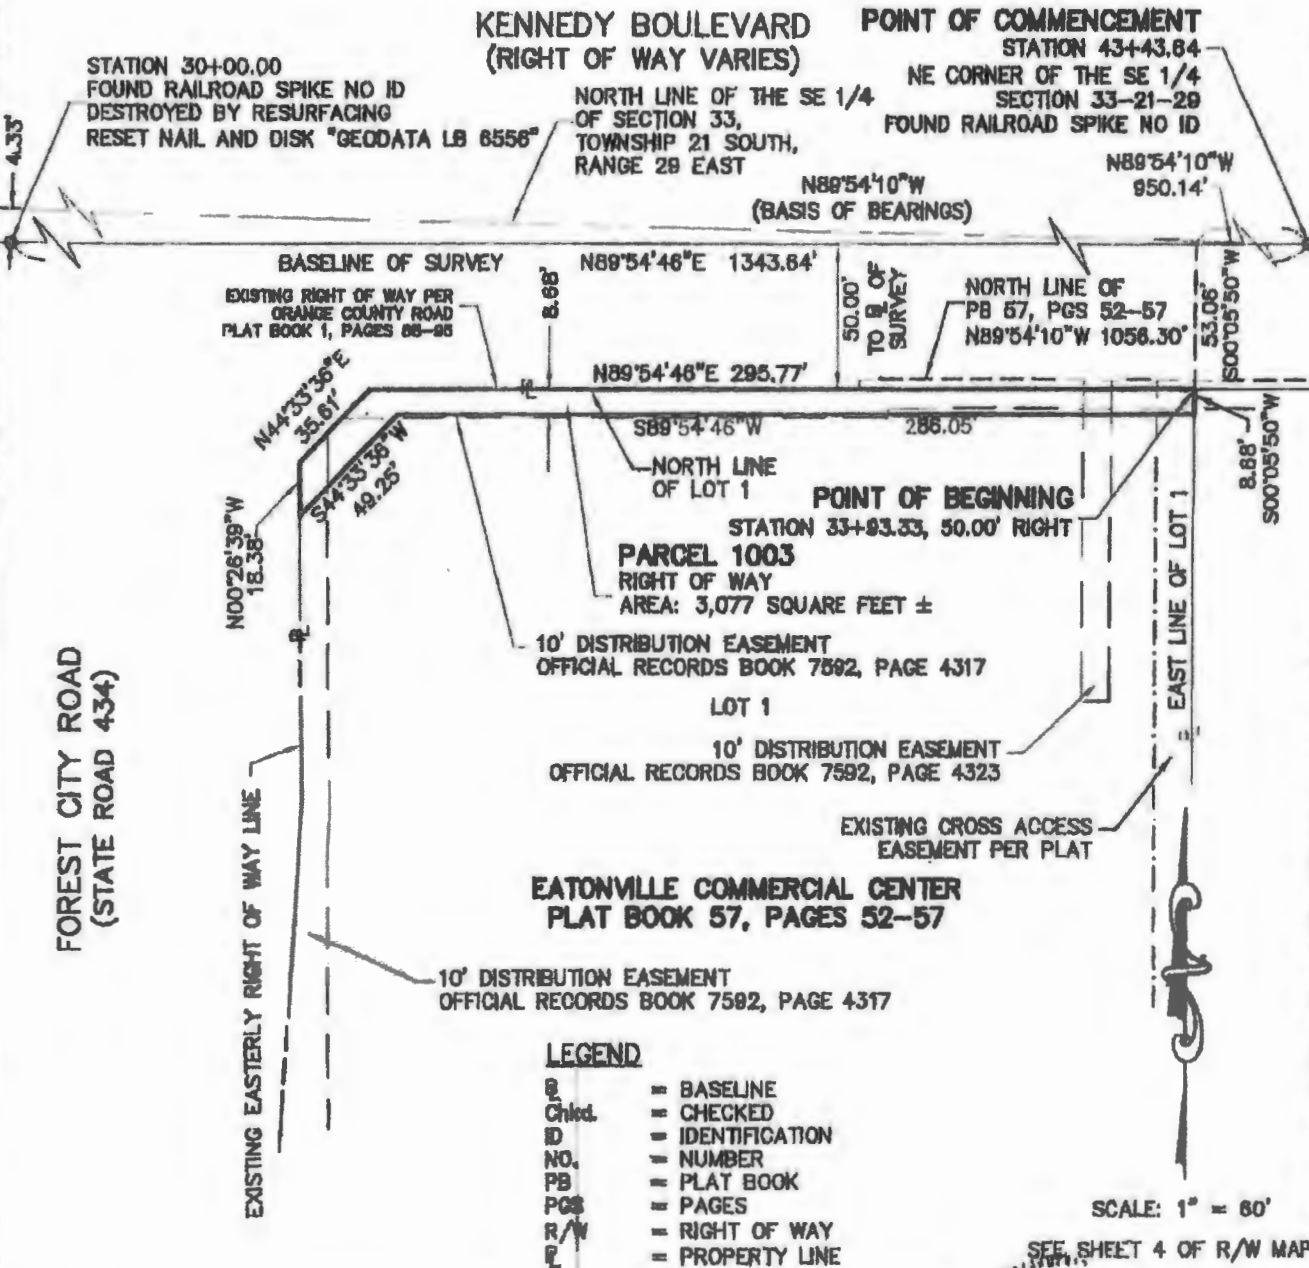 KENNEDY BOULEVARD
(RIGHT OF WAY VARIES)
POINT OF COMMENCEMENT
STATION 43+43.64
NE CORNER OF THE SE 1/4
SECTION 33-21-29
FOUND RAILROAD SPIKE NO ID
STATION 30+00.00
FOUND RAILROAD SPIKE NO ID
DESTROYED BY RESURFACING
RESET NAIL AND DISK "GEODATA LB 6556"
4.33'
NORTH LINE OF THE SE 1/4
OF SECTION 33,
TOWNSHIP 21 SOUTH,
RANGE 29 EAST
N89°54'10"W
(BASIS OF BEARINGS)
N89°54'10"W
950.14'
BASELINE OF SURVEY
N89°54'46"E 1343.64'
EXISTING RIGHT OF WAY PER
ORANGE COUNTY ROAD
PLAT BOOK 1, PAGES
8.68'
50.00'
TO B OF
SURVEY
NORTH LINE OF
PB 57, PGS 52-57
N89°54'10"W 1056.30'
53.06'
S00°05'50"W
N44°33'36"E
35.61'
N89°54'46"E 295.77'
S89°54'46"W 286.05'
S44°33'36"W
49.25'
NORTH LINE
OF LOT 1
8.68'
S00°05'50"W
N00°26'39"W
18.38'
POINT OF BEGINNING
STATION 33+93.33, 50.00' RIGHT
PARCEL 1003
RIGHT OF WAY
AREA: 3,077 SQUARE FEET ±
10' DISTRIBUTION EASEMENT
OFFICIAL RECORDS BOOK 7592, PAGE 4317
LOT 1
EAST LINE OF LOT 1
10' DISTRIBUTION EASEMENT
OFFICIAL RECORDS BOOK 7592, PAGE 4323
FOREST CITY ROAD
(STATE ROAD 434)
EXISTING EASTERLY RIGHT OF WAY LINE
EXISTING CROSS ACCESS
EASEMENT PER PLAT
EATONVILLE COMMERCIAL CENTER
PLAT BOOK 57, PAGES 52-57
10' DISTRIBUTION EASEMENT
OFFICIAL RECORDS BOOK 7592, PAGE 4317
LEGEND
B = BASELINE
Chkd. = CHECKED
ID = IDENTIFICATION
NO. = NUMBER
PB = PLAT BOOK
PGS = PAGES
R/W = RIGHT OF WAY
PL = PROPERTY LINE
SCALE: 1" = 60'
SEE SHEET 4 OF R/W MAP